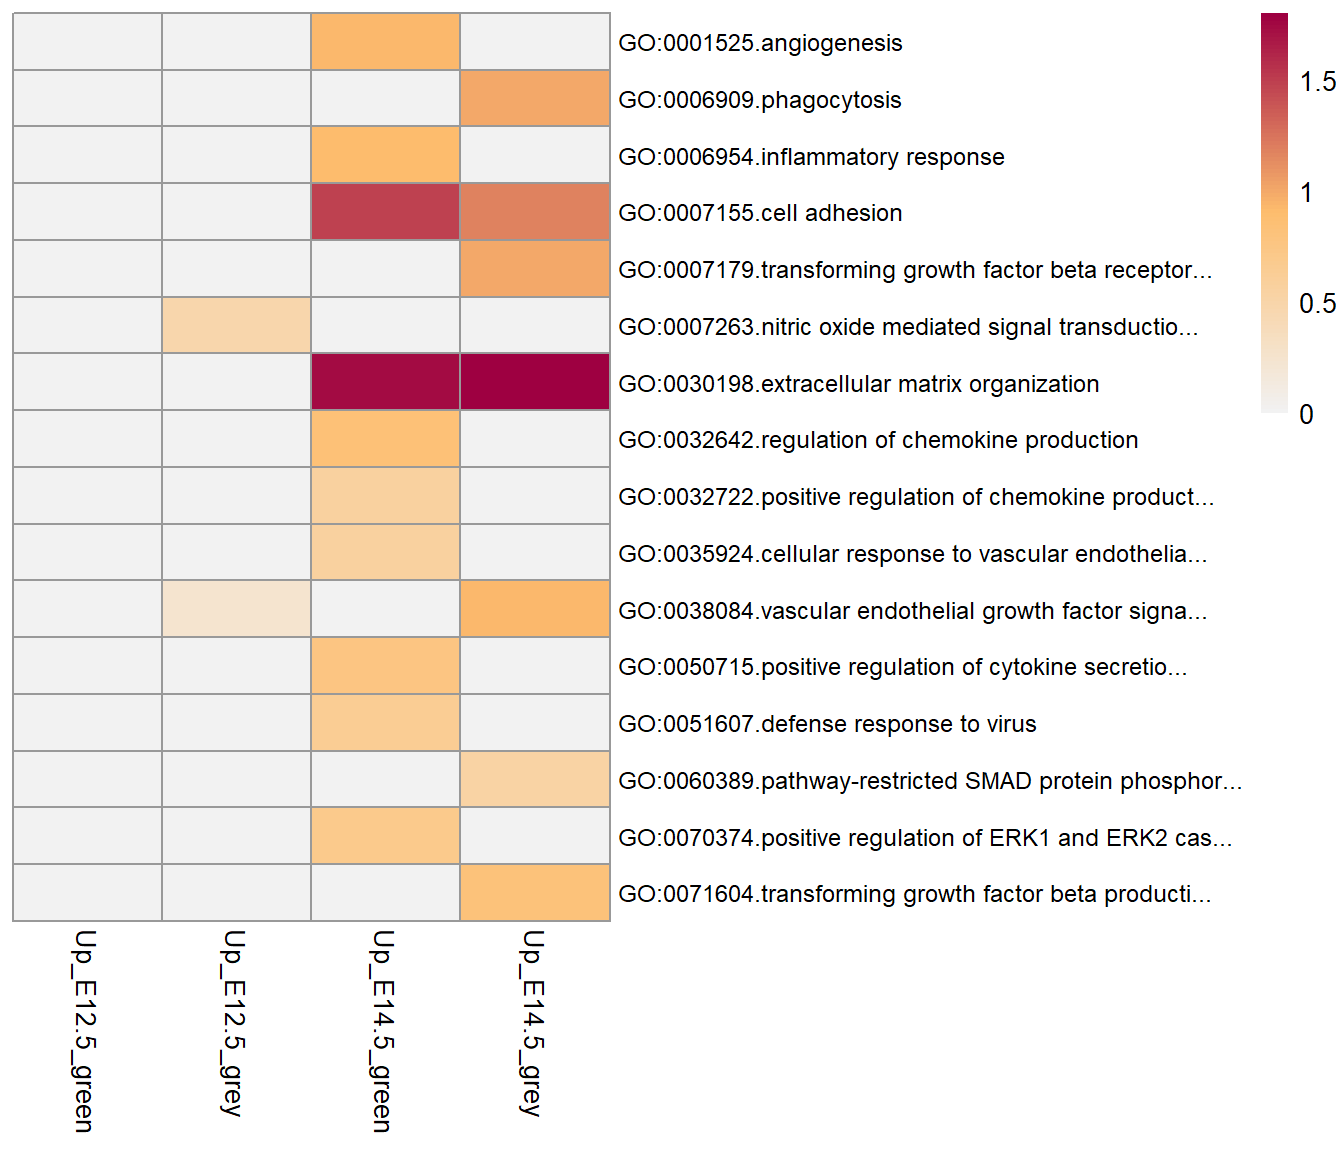 GO:0001525.angiogenesis
GO:0006909.phagocytosis
GO:0006954.inflammatory response
GO:0007155.cell adhesion
GO:0007179.transforming growth factor beta receptor...
GO:0007263.nitric oxide mediated signal transductio...
GO:0030198.extracellular matrix organization
GO:0032642.regulation of chemokine production
GO:0032722.positive regulation of chemokine product...
GO:0035924.cellular response to vascular endothelia...
GO:0038084.vascular endothelial growth factor signa...
GO:0050715.positive regulation of cytokine secretio...
GO:0051607.defense response to virus
GO:0060389.pathway-restricted SMAD protein phosphor...
GO:0070374.positive regulation of ERK1 and ERK2 cas...
GO:0071604.transforming growth factor beta producti...
1.5
1
0.5
0
Up_E12.5_green
Up_E12.5_grey
Up_E14.5_green
Up_E14.5_grey